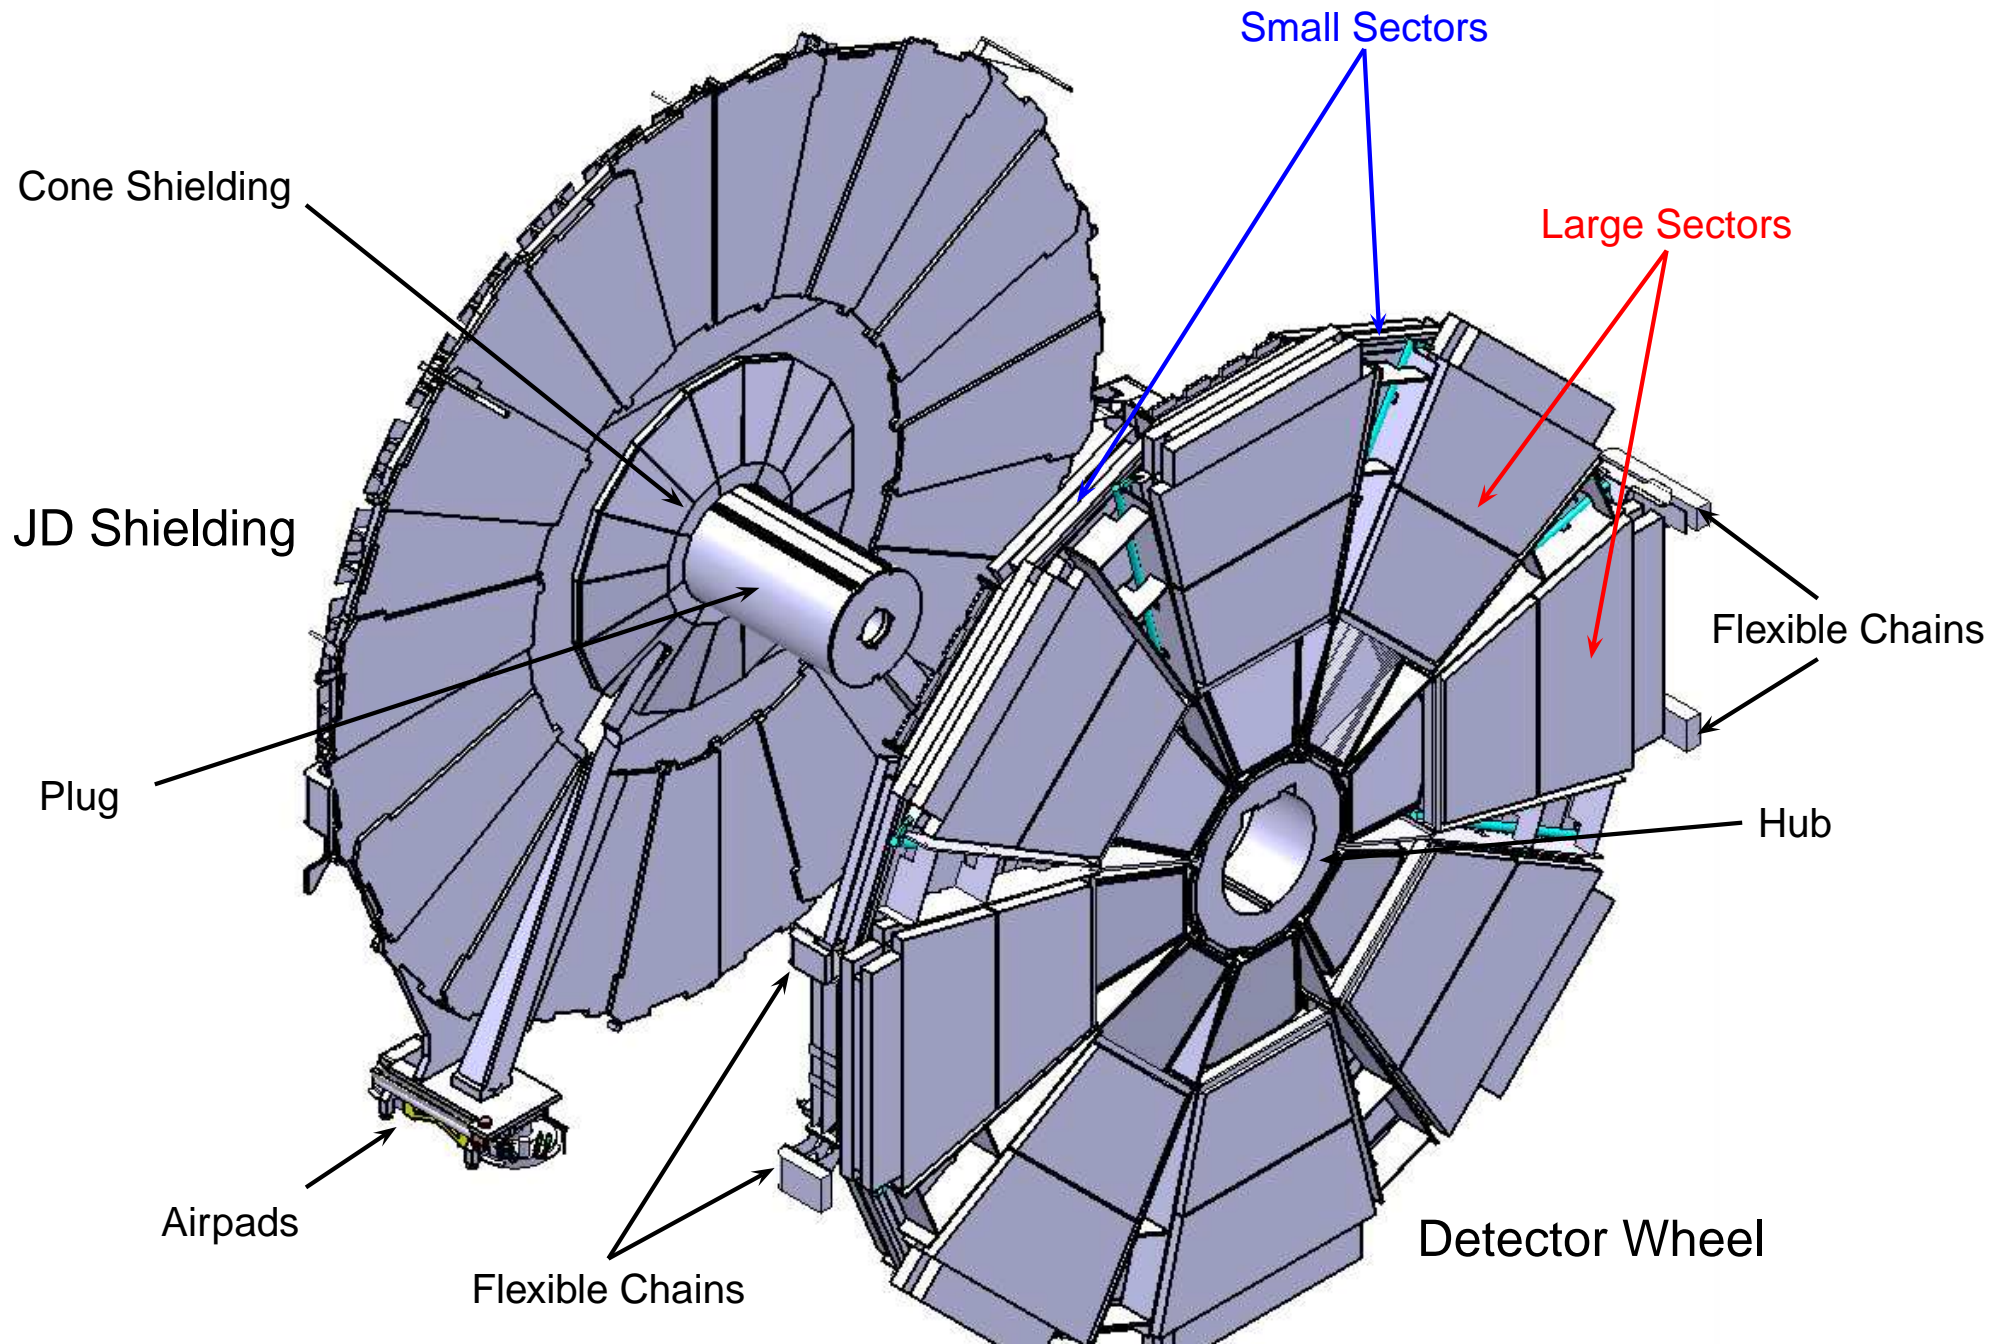 Small Sectors
Cone Shielding
Large Sectors
JD Shielding
Flexible Chains
Plug
Hub
Airpads
Detector Wheel
Flexible Chains